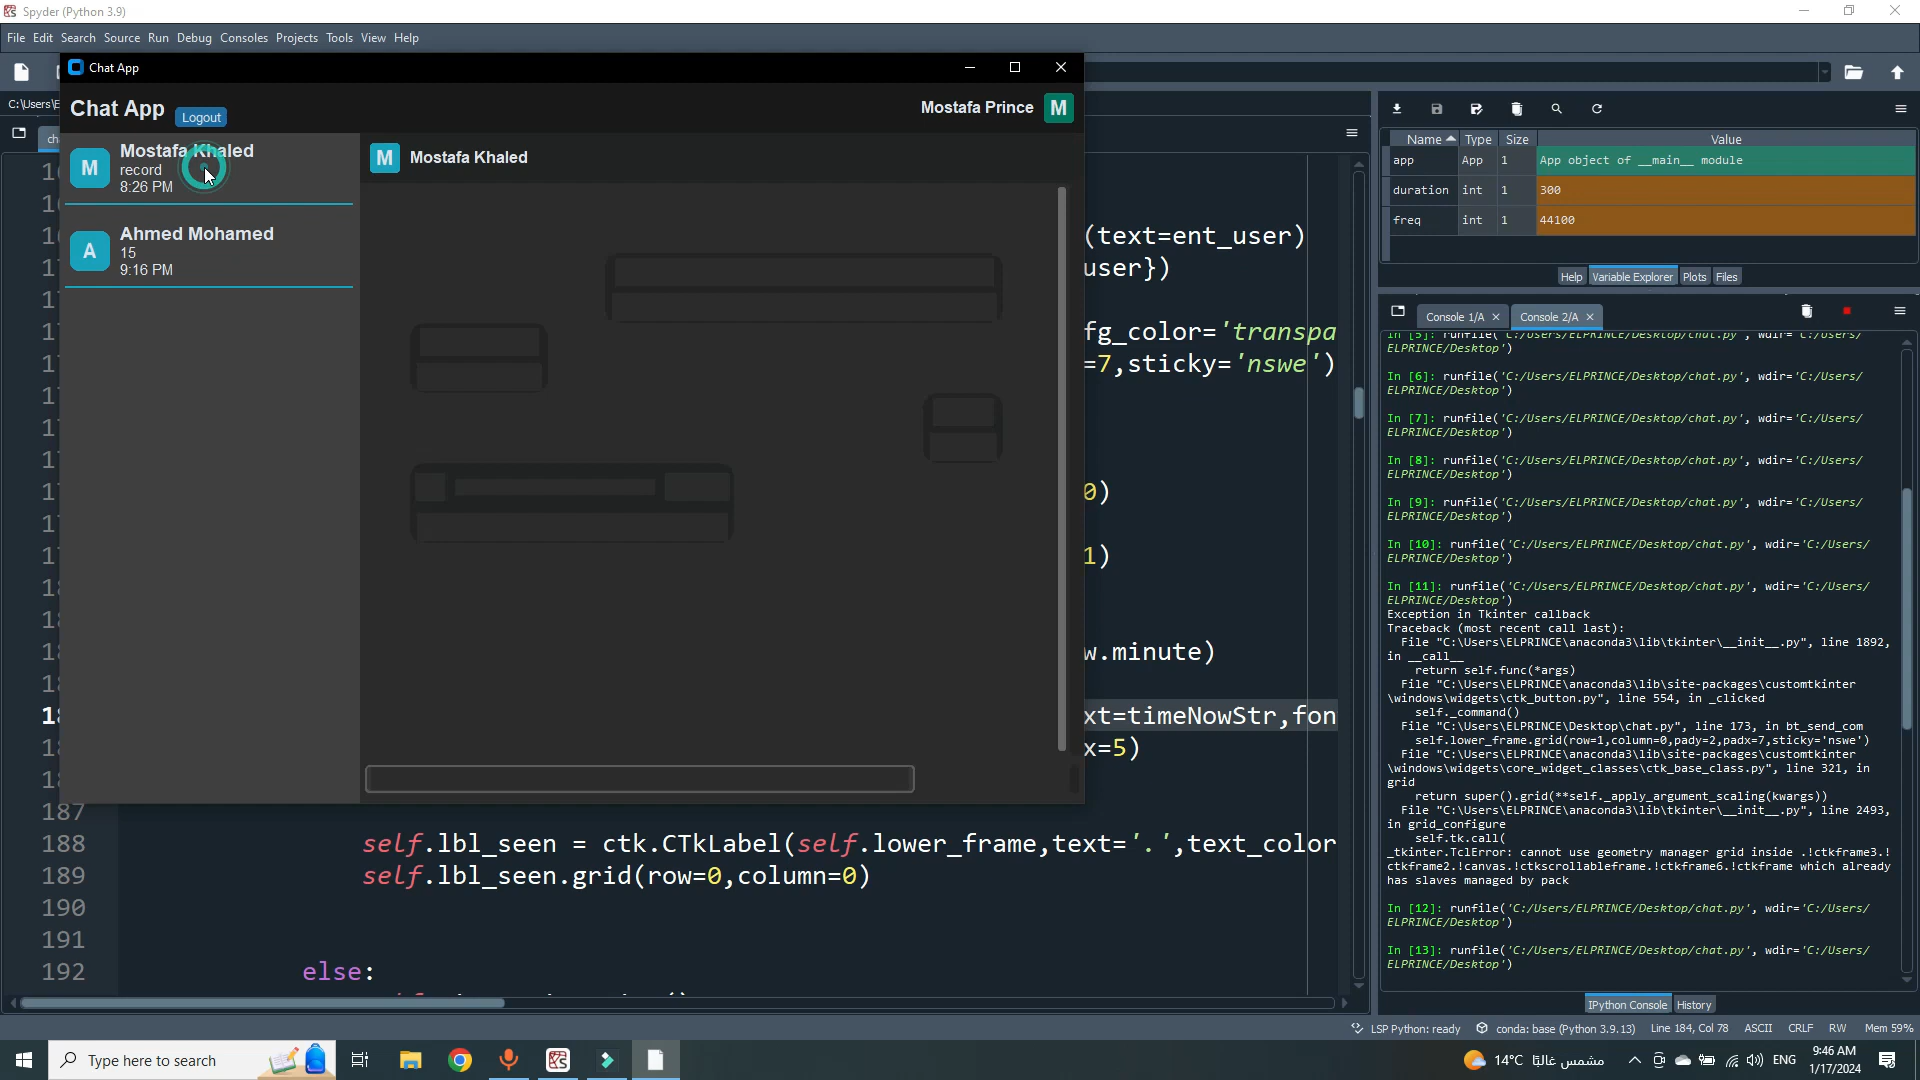 Spyder (Python 3.9)
File Edit Search Source Run Debug Consoles Projects Tools View Help
Chat App
C:\Users\E
Chat App
Logout
Mostafa Prince
M
M
Mostafa Khaled
record
8:26 PM
A
Ahmed Mohamed
15
9:16 PM
M
Mostafa Khaled
(text=ent_user)
user})
fg_color='transpa
=7,sticky='nswe')
0)
1)
w.minute)
xt=timeNowStr,fon
x=5)
187
188 self.lbl_seen = ctk.CTkLabel(self.lower_frame,text='.',text_color
189 self.lbl_seen.grid(row=0,column=0)
190
191
192 else:
Name Type Size Value
app App 1 App object of __main__ module
duration int 1 300
freq int 1 44100
Help Variable Explorer Plots Files
Console 1/A Console 2/A
In [5]: runfile('C:/Users/ELPRINCE/Desktop/chat.py', wdir='C:/Users/
ELPRINCE/Desktop')
In [6]: runfile('C:/Users/ELPRINCE/Desktop/chat.py', wdir='C:/Users/
ELPRINCE/Desktop')
In [7]: runfile('C:/Users/ELPRINCE/Desktop/chat.py', wdir='C:/Users/
ELPRINCE/Desktop')
In [8]: runfile('C:/Users/ELPRINCE/Desktop/chat.py', wdir='C:/Users/
ELPRINCE/Desktop')
In [9]: runfile('C:/Users/ELPRINCE/Desktop/chat.py', wdir='C:/Users/
ELPRINCE/Desktop')
In [10]: runfile('C:/Users/ELPRINCE/Desktop/chat.py', wdir='C:/Users/
ELPRINCE/Desktop')
In [11]: runfile('C:/Users/ELPRINCE/Desktop/chat.py', wdir='C:/Users/
ELPRINCE/Desktop')
Exception in Tkinter callback
Traceback (most recent call last):
File "C:\Users\ELPRINCE\anaconda3\lib\tkinter\__init__.py", line 1892,
in __call__
return self.func(*args)
File "C:\Users\ELPRINCE\anaconda3\lib\site-packages\customtkinter
\windows\widgets\ctk_button.py", line 554, in _clicked
self._command()
File "C:\Users\ELPRINCE\Desktop\chat.py", line 173, in bt_send_com
self.lower_frame.grid(row=1,column=0,pady=2,padx=7,sticky='nswe')
File "C:\Users\ELPRINCE\anaconda3\lib\site-packages\customtkinter
\windows\widgets\core_widget_classes\ctk_base_class.py", line 321, in
grid
return super().grid(**self._apply_argument_scaling(kwargs))
File "C:\Users\ELPRINCE\anaconda3\lib\tkinter\__init__.py", line 2493,
in grid_configure
self.tk.call(
_tkinter.TclError: cannot use geometry manager grid inside .!ctkframe3.!
ctkframe2.!canvas.!ctkscrollableframe.!ctkframe6.!ctkframe which already
has slaves managed by pack
In [12]: runfile('C:/Users/ELPRINCE/Desktop/chat.py', wdir='C:/Users/
ELPRINCE/Desktop')
In [13]: runfile('C:/Users/ELPRINCE/Desktop/chat.py', wdir='C:/Users/
ELPRINCE/Desktop')
IPython Console History
LSP Python: ready conda: base (Python 3.9.13) Line 184, Col 78 ASCII CRLF RW Mem 59%
Type here to search
14°C مشمس غالبًا
ENG
9:46 AM
1/17/2024